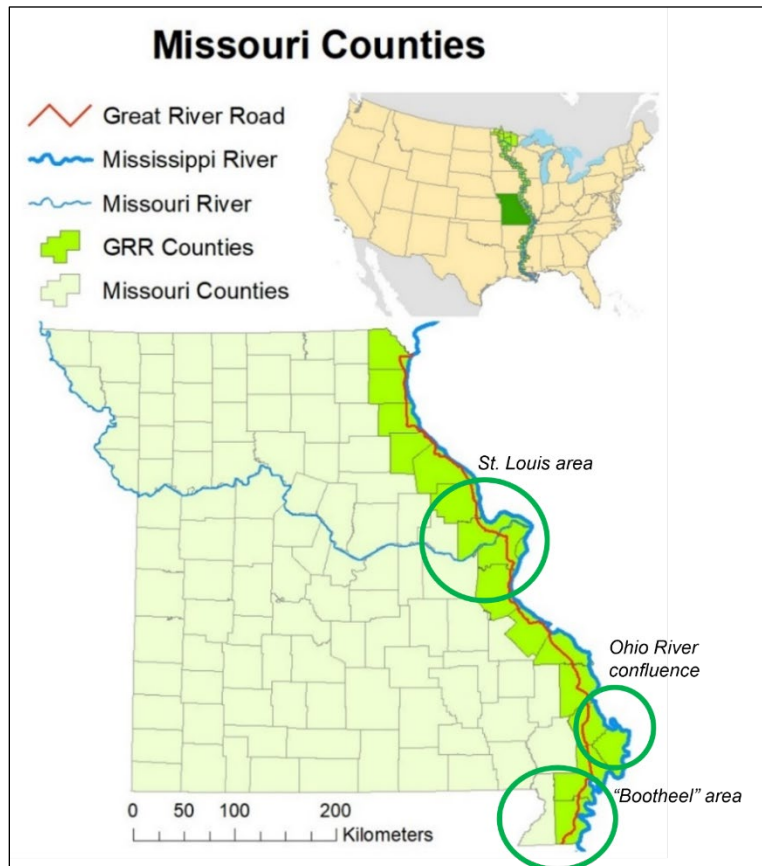 Missouri Counties
Great River Road
Mississippi River
Missouri River
GRR Counties
Missouri Counties
St. Louis area
Ohio River
confluence
“Bootheel” area
0 50 100 200
Kilometers